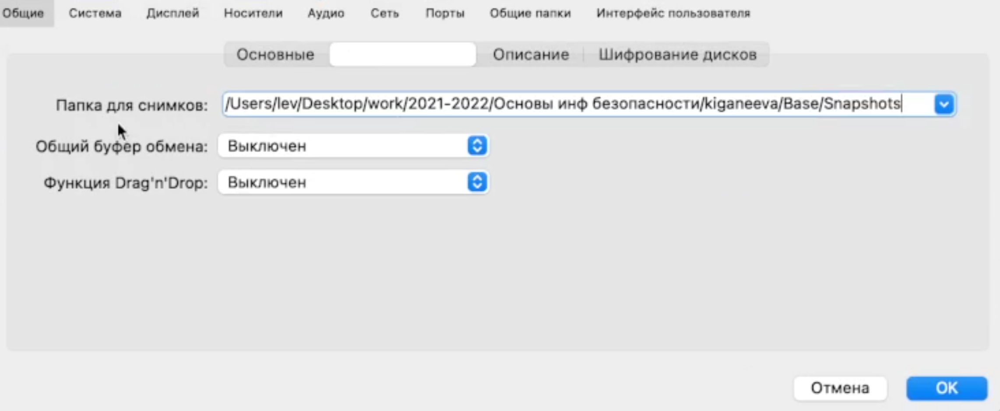 Общие Система Дисплей Носители Аудио Сеть Порты Общие папки Интерфейс пользователя
Основные Описание Шифрование дисков
Папка для снимков: /Users/lev/Desktop/work/2021-2022/Основы инф безопасности/kiganeeva/Base/Snapshots
Общий буфер обмена: Выключен
Функция Drag'n'Drop: Выключен
Отмена OK